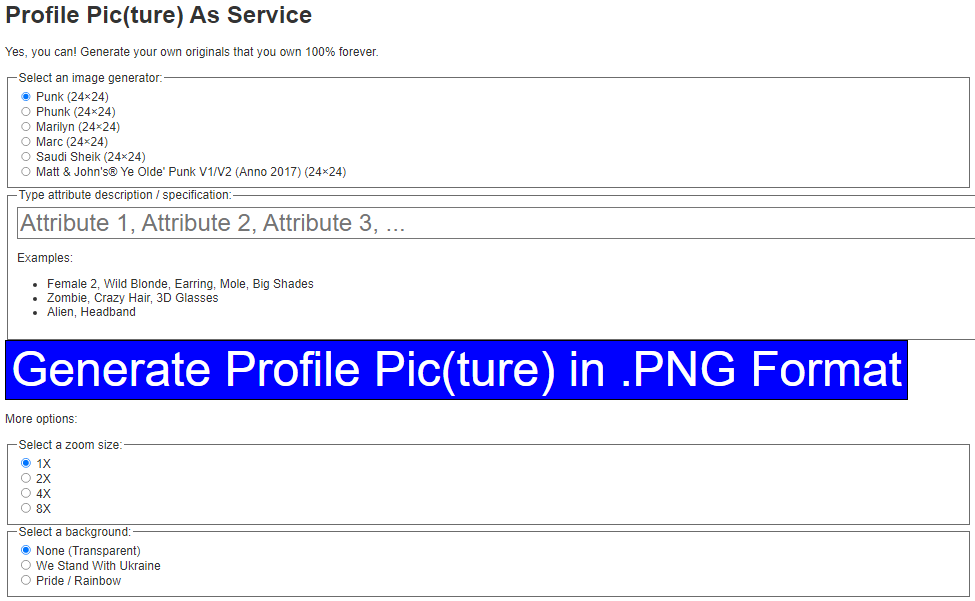 Profile Pic(ture) As Service
Yes, you can! Generate your own originals that you own 100% forever.
Select an image generator:
Punk (24×24)
Phunk (24×24)
Marilyn (24×24)
Marc (24×24)
Saudi Sheik (24×24)
Matt & John's® Ye Olde' Punk V1/V2 (Anno 2017) (24×24)
Type attribute description / specification:
Attribute 1, Attribute 2, Attribute 3, ...
Examples:
Female 2, Wild Blonde, Earring, Mole, Big Shades
Zombie, Crazy Hair, 3D Glasses
Alien, Headband
Generate Profile Pic(ture) in .PNG Format
More options:
Select a zoom size:
1X
2X
4X
8X
Select a background:
None (Transparent)
We Stand With Ukraine
Pride / Rainbow